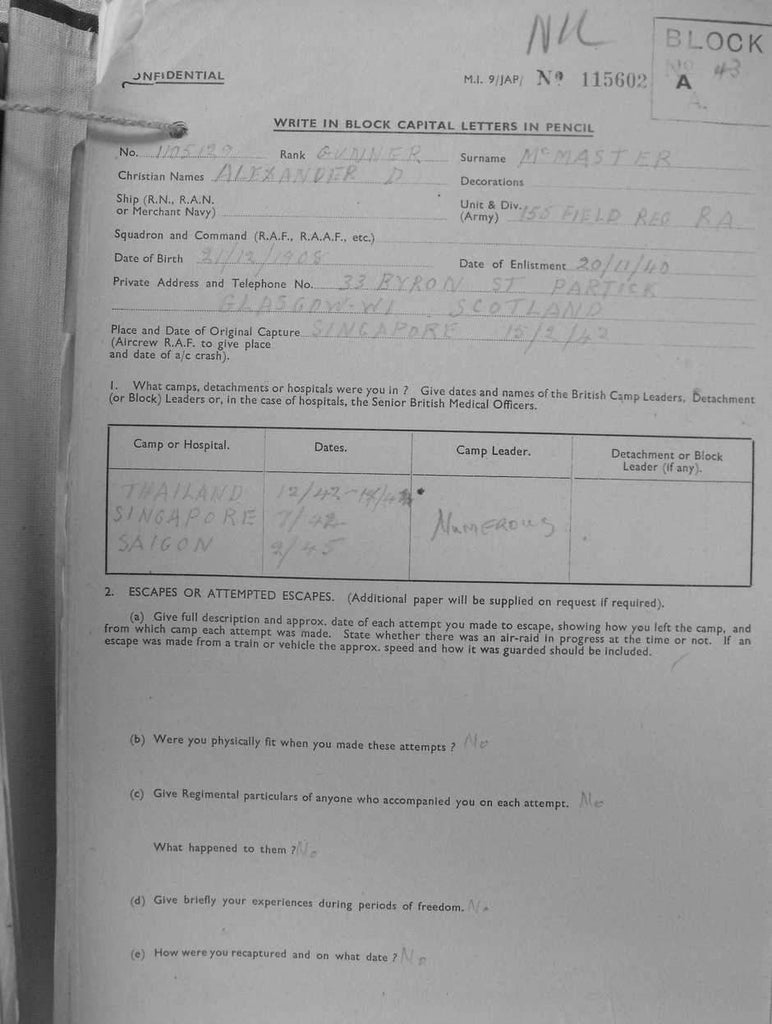 NIL
BLOCK
A 43
CONFIDENTIAL
M.I. 9/JAP/ Nº 115602
WRITE IN BLOCK CAPITAL LETTERS IN PENCIL
No. 1105129 Rank GUNNER Surname McMASTER
Christian Names ALEXANDER D Decorations
Ship (R.N., R.A.N. or Merchant Navy) Unit & Div. (Army) 155 FIELD REG RA
Squadron and Command (R.A.F., R.A.A.F., etc.)
Date of Birth 21/12/1908 Date of Enlistment 20/11/40
Private Address and Telephone No. 33 BYRON ST PARTICK
GLASGOW-W1 SCOTLAND
Place and Date of Original Capture SINGAPORE 15/2/42
(Aircrew R.A.F. to give place
and date of a/c crash).
1. What camps, detachments or hospitals were you in ? Give dates and names of the British Camp Leaders, Detachment
(or Block) Leaders or, in the case of hospitals, the Senior British Medical Officers.
Camp or Hospital. Dates. Camp Leader. Detachment or Block Leader (if any).
THAILAND 12/42
SINGAPORE 7/42 NUMEROUS
SAIGON 2/45
2. ESCAPES OR ATTEMPTED ESCAPES. (Additional paper will be supplied on request if required).
(a) Give full description and approx. date of each attempt you made to escape, showing how you left the camp, and
from which camp each attempt was made. State whether there was an air-raid in progress at the time or not. If an
escape was made from a train or vehicle the approx. speed and how it was guarded should be included.
(b) Were you physically fit when you made these attempts ? No
(c) Give Regimental particulars of anyone who accompanied you on each attempt. No
What happened to them ? No
(d) Give briefly your experiences during periods of freedom. No
(e) How were you recaptured and on what date ? No